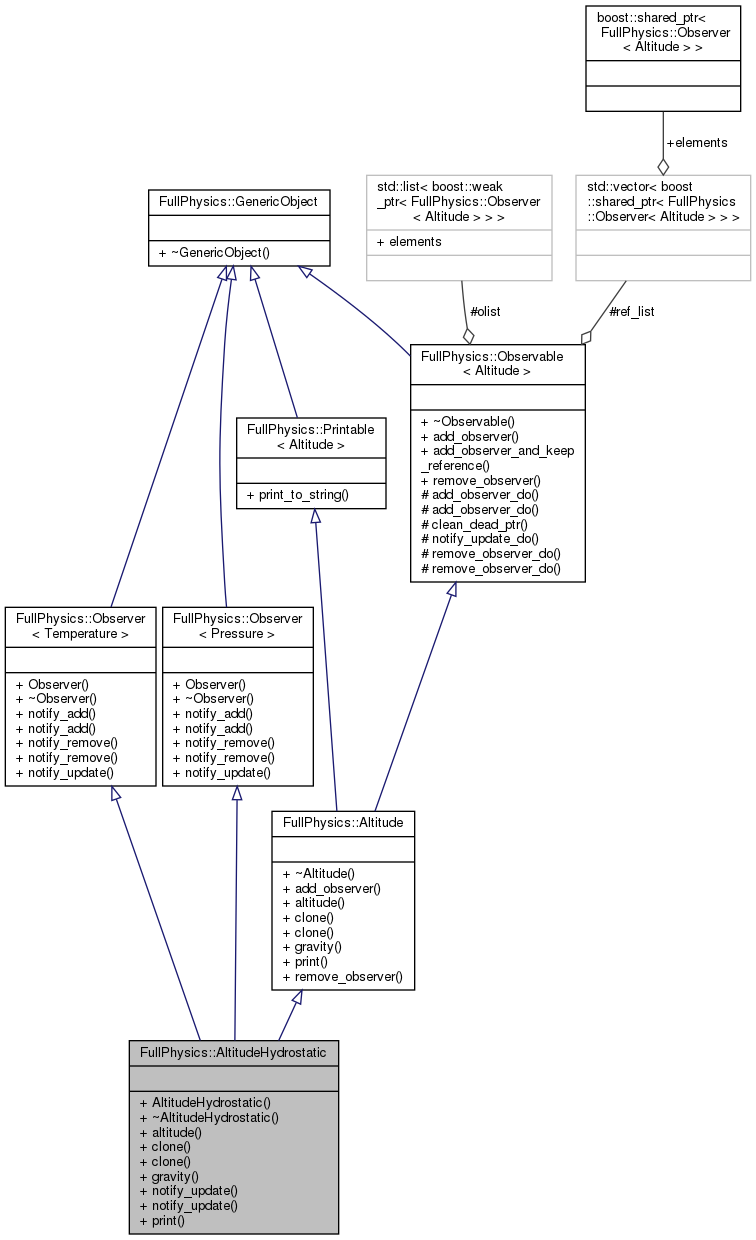 boost::shared_ptr<
FullPhysics::Observer
< Altitude > >
+elements
FullPhysics::GenericObject
+ ~GenericObject()
std::list< boost::weak
_ptr< FullPhysics::Observer
< Altitude > > >
+ elements
std::vector< boost
::shared_ptr< FullPhysics
::Observer< Altitude > > >
#olist
#ref_list
FullPhysics::Observable
< Altitude >
+ ~Observable()
+ add_observer()
+ add_observer_and_keep
_reference()
+ remove_observer()
# add_observer_do()
# add_observer_do()
# clean_dead_ptr()
# notify_update_do()
# remove_observer_do()
# remove_observer_do()
FullPhysics::Printable
< Altitude >
+ print_to_string()
FullPhysics::Observer
< Temperature >
+ Observer()
+ ~Observer()
+ notify_add()
+ notify_add()
+ notify_remove()
+ notify_remove()
+ notify_update()
FullPhysics::Observer
< Pressure >
+ Observer()
+ ~Observer()
+ notify_add()
+ notify_add()
+ notify_remove()
+ notify_remove()
+ notify_update()
FullPhysics::Altitude
+ ~Altitude()
+ add_observer()
+ altitude()
+ clone()
+ clone()
+ gravity()
+ print()
+ remove_observer()
FullPhysics::AltitudeHydrostatic
+ AltitudeHydrostatic()
+ ~AltitudeHydrostatic()
+ altitude()
+ clone()
+ clone()
+ gravity()
+ notify_update()
+ notify_update()
+ print()